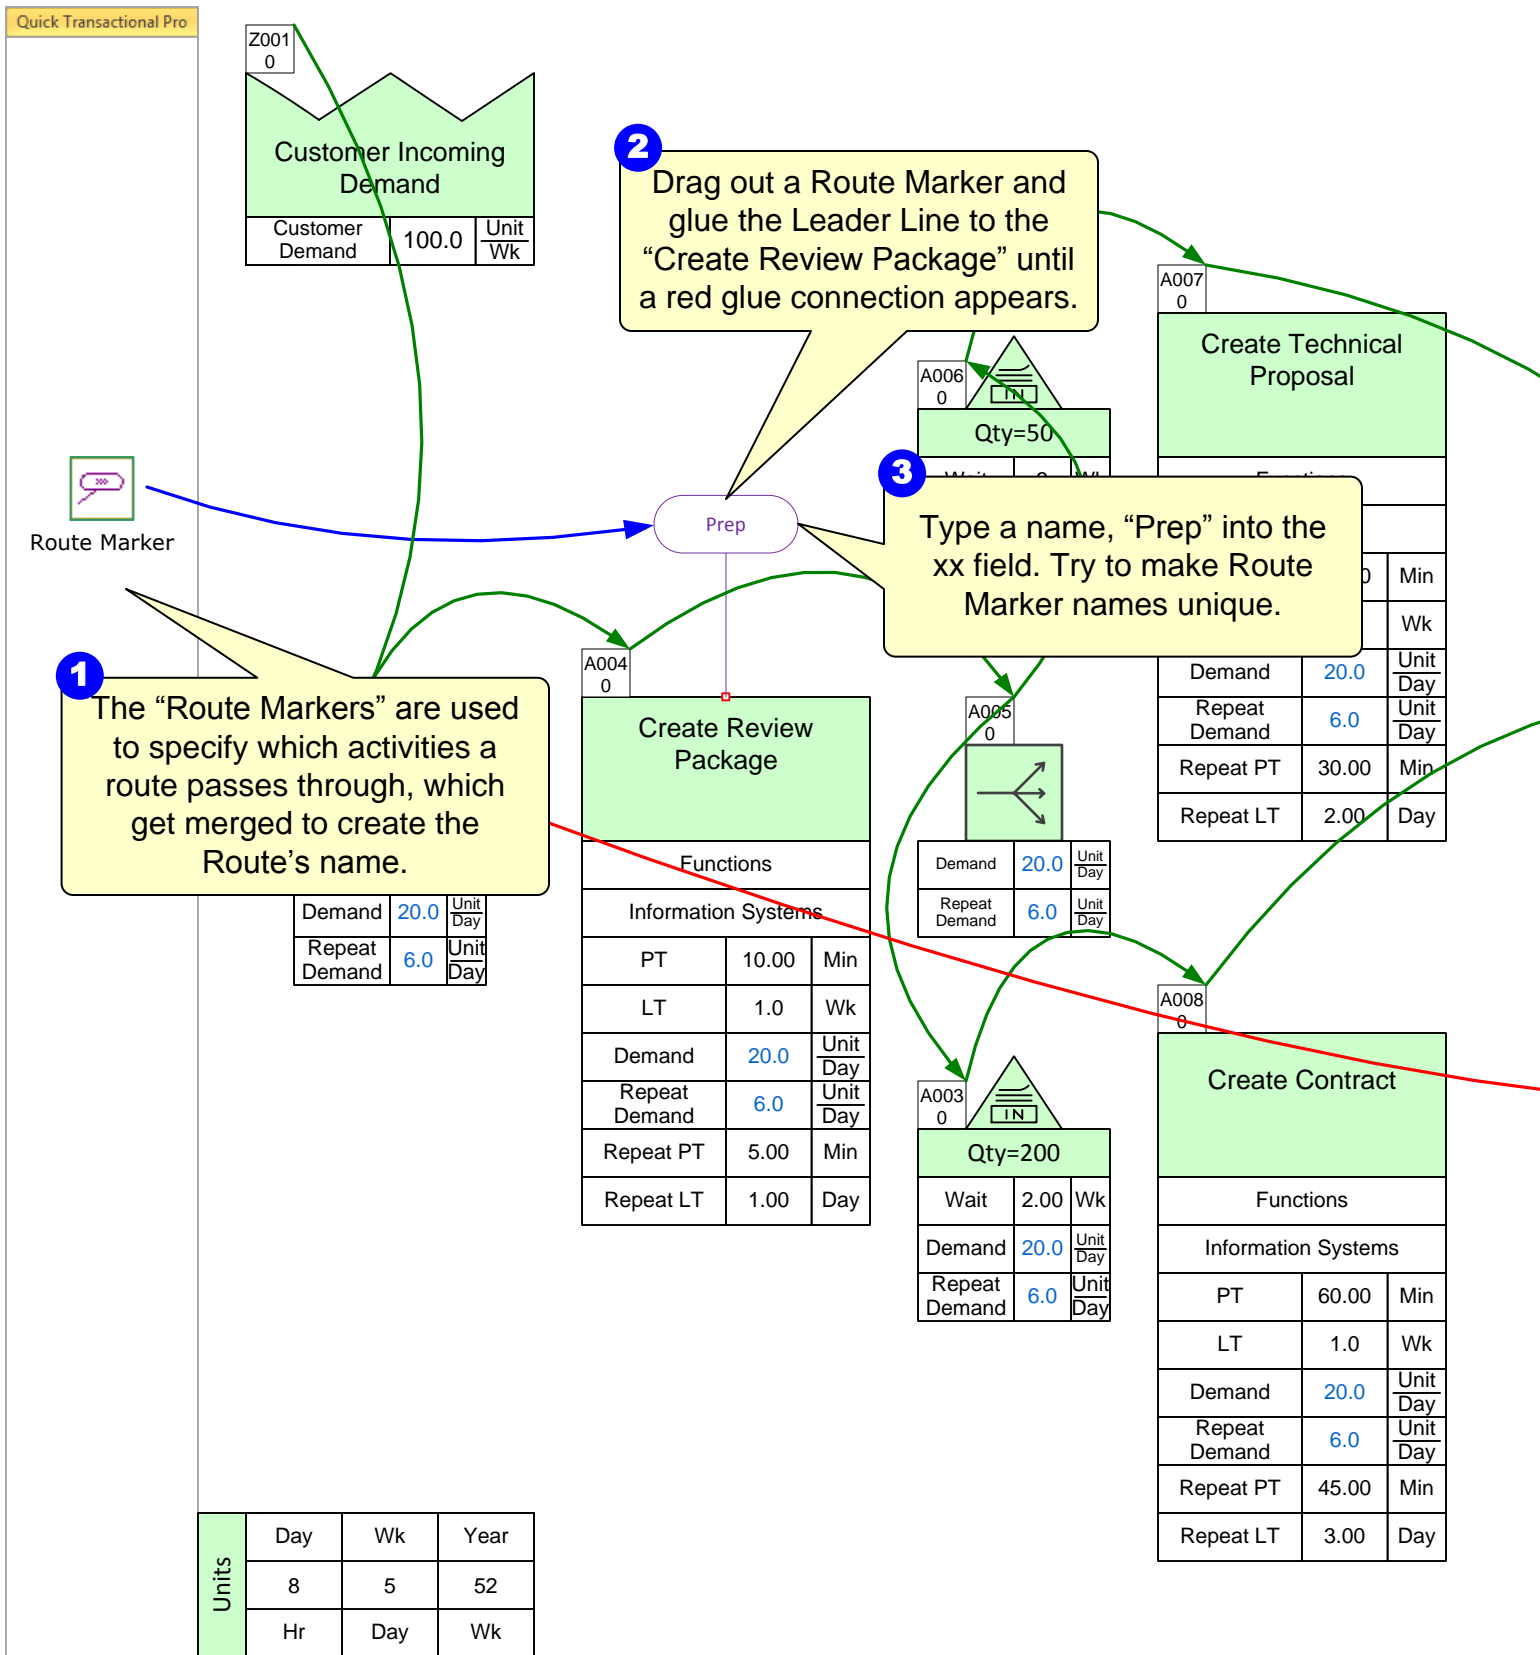 Quick Transactional Pro
Z001
0
Customer Incoming
Demand
Customer
Demand
100.0
Unit
Wk
2
Drag out a Route Marker and
glue the Leader Line to the
“Create Review Package” until
a red glue connection appears.
A007
0
Create Technical
Proposal
A006
0
IN
Qty=50
Route Marker
Prep
3
Type a name, “Prep” into the
xx field. Try to make Route
Marker names unique.
Min
Wk
Demand
20.0
Unit
Day
Repeat
Demand
6.0
Unit
Day
Repeat PT
30.00
Min
Repeat LT
2.00
Day
1
The “Route Markers” are used
to specify which activities a
route passes through, which
get merged to create the
Route’s name.
Demand
20.0
Unit
Day
Repeat
Demand
6.0
Unit
Day
A004
0
Create Review
Package
Functions
Information Systems
PT
10.00
Min
LT
1.0
Wk
Demand
20.0
Unit
Day
Repeat
Demand
6.0
Unit
Day
Repeat PT
5.00
Min
Repeat LT
1.00
Day
A005
0
Demand
20.0
Unit
Day
Repeat
Demand
6.0
Unit
Day
A003
0
IN
Qty=200
Wait
2.00
Wk
Demand
20.0
Unit
Day
Repeat
Demand
6.0
Unit
Day
A008
0
Create Contract
Functions
Information Systems
PT
60.00
Min
LT
1.0
Wk
Demand
20.0
Unit
Day
Repeat
Demand
6.0
Unit
Day
Repeat PT
45.00
Min
Repeat LT
3.00
Day
Units
Day
Wk
Year
8
5
52
Hr
Day
Wk